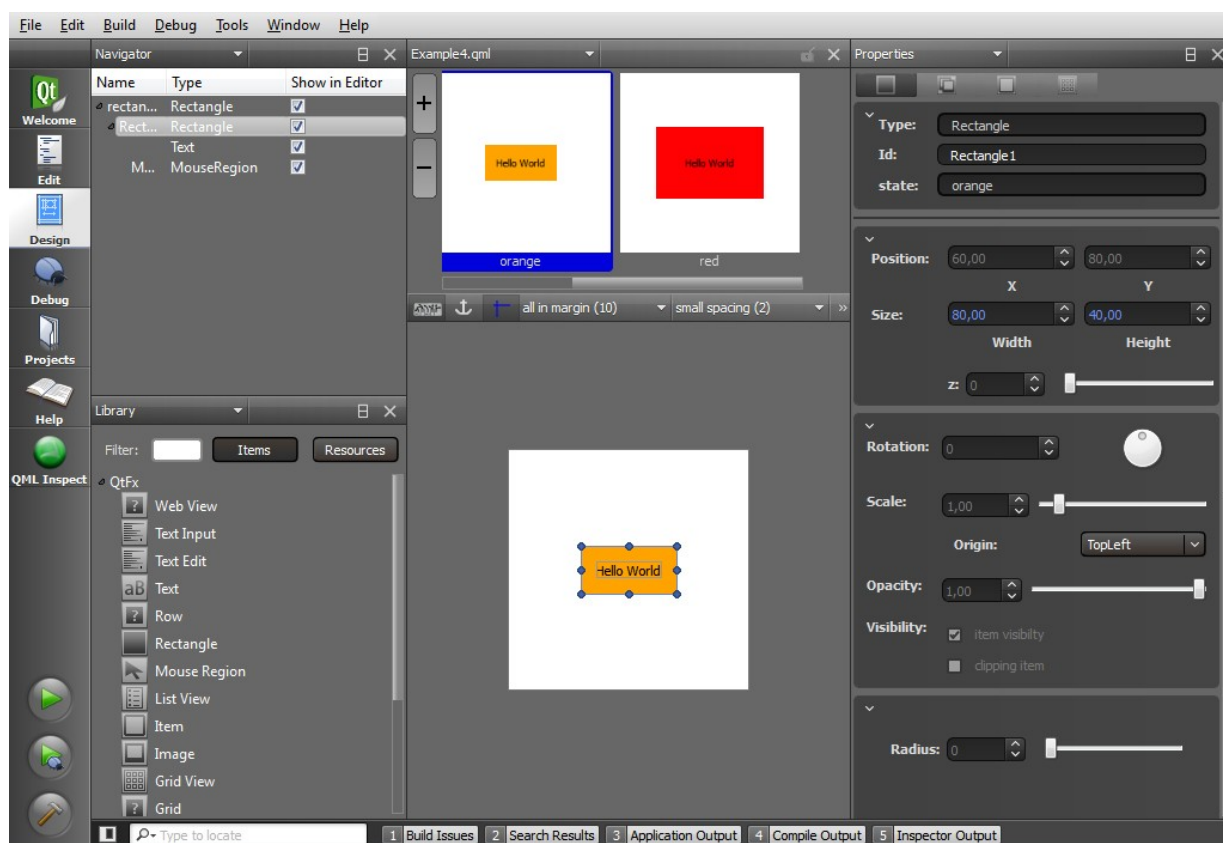 File Edit Build Debug Tools Window Help
Navigator
Name Type Show in Editor
rectan... Rectangle
Rect... Rectangle
Text
M... MouseRegion
Welcome
Edit
Design
Debug
Projects
Help
QML Inspect
Library
Filter: Items Resources
QtFx
Web View
Text Input
Text Edit
aB Text
Row
Rectangle
Mouse Region
List View
Item
Image
Grid View
Grid
Example4.qml
+
Hello World
Hello World
−
orange red
all in margin (10) small spacing (2) »
Hello World
Properties
Type: Rectangle
Id: Rectangle1
state: orange
Position: 60,00 80,00
X Y
Size: 80,00 40,00
Width Height
z: 0
Rotation: 0
Scale: 1,00
Origin: TopLeft
Opacity: 1,00
Visibility: item visibilty
clipping item
Radius: 0
Type to locate 1 Build Issues 2 Search Results 3 Application Output 4 Compile Output 5 Inspector Output